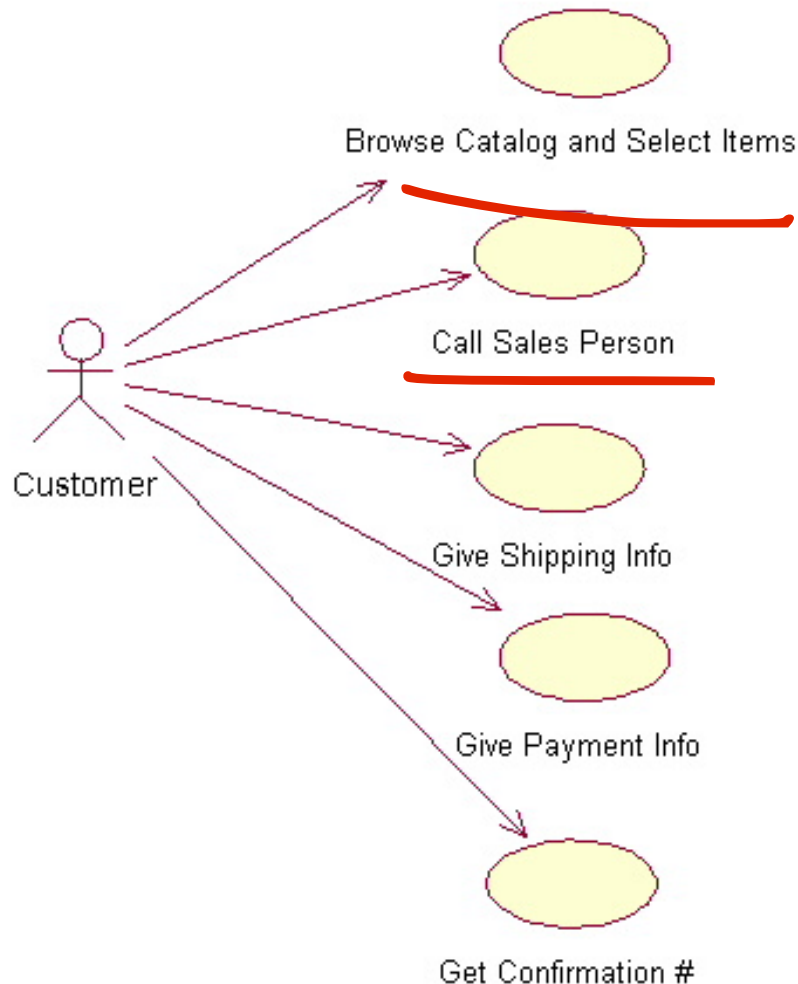 Browse Catalog and Select Items
Call Sales Person
Customer
Give Shipping Info
Give Payment Info
Get Confirmation #